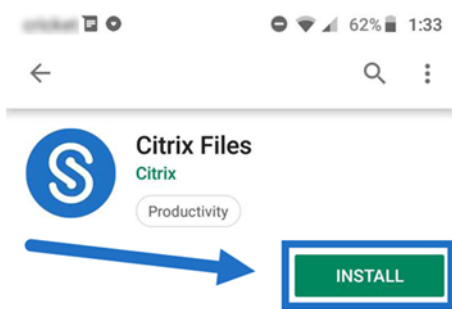 62% 1:33
Citrix Files
Citrix
Productivity
INSTALL